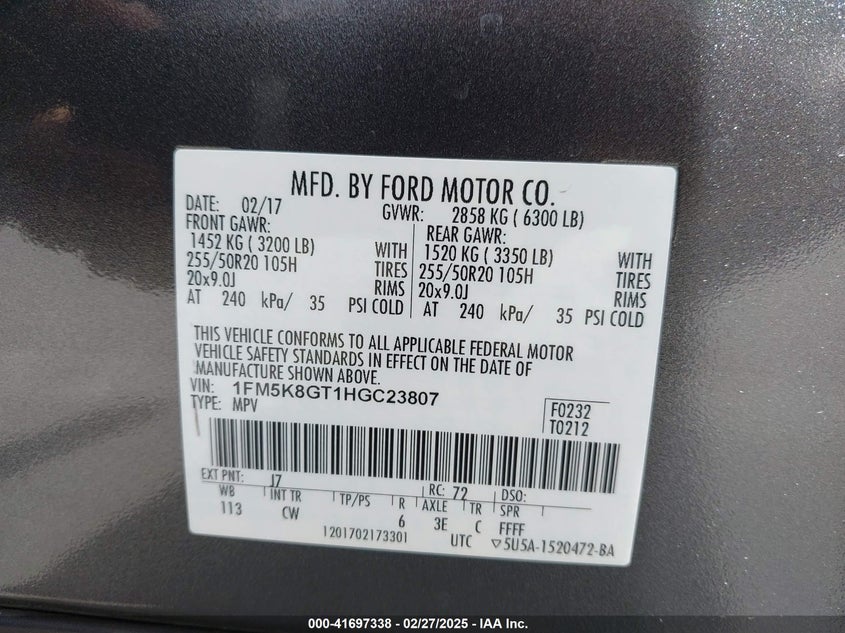 MFD. BY FORD MOTOR CO.
DATE: 02/17 GVWR: 2858 KG ( 6300 LB)
FRONT GAWR: REAR GAWR:
1452 KG ( 3200 LB) WITH 1520 KG ( 3350 LB) WITH
255/50R20 105H TIRES 255/50R20 105H TIRES
20x9.0J RIMS 20x9.0J RIMS
AT 240 kPa/ 35 PSI COLD AT 240 kPa/ 35 PSI COLD
THIS VEHICLE CONFORMS TO ALL APPLICABLE FEDERAL MOTOR
VEHICLE SAFETY STANDARDS IN EFFECT ON THE DATE OF
MANUFACTURE SHOWN ABOVE.
VIN: 1FM5K8GT1HGC23807
TYPE: MPV
F0232
T0212
EXT PNT: J7 RC: 72 DSO:
WB INT TR TP/PS R AXLE TR SPR
113 CW 6 3E C FFFF
1201702173301 UTC ▽5U5A-1520472-BA
000-41697338 - 02/27/2025 - IAA Inc.